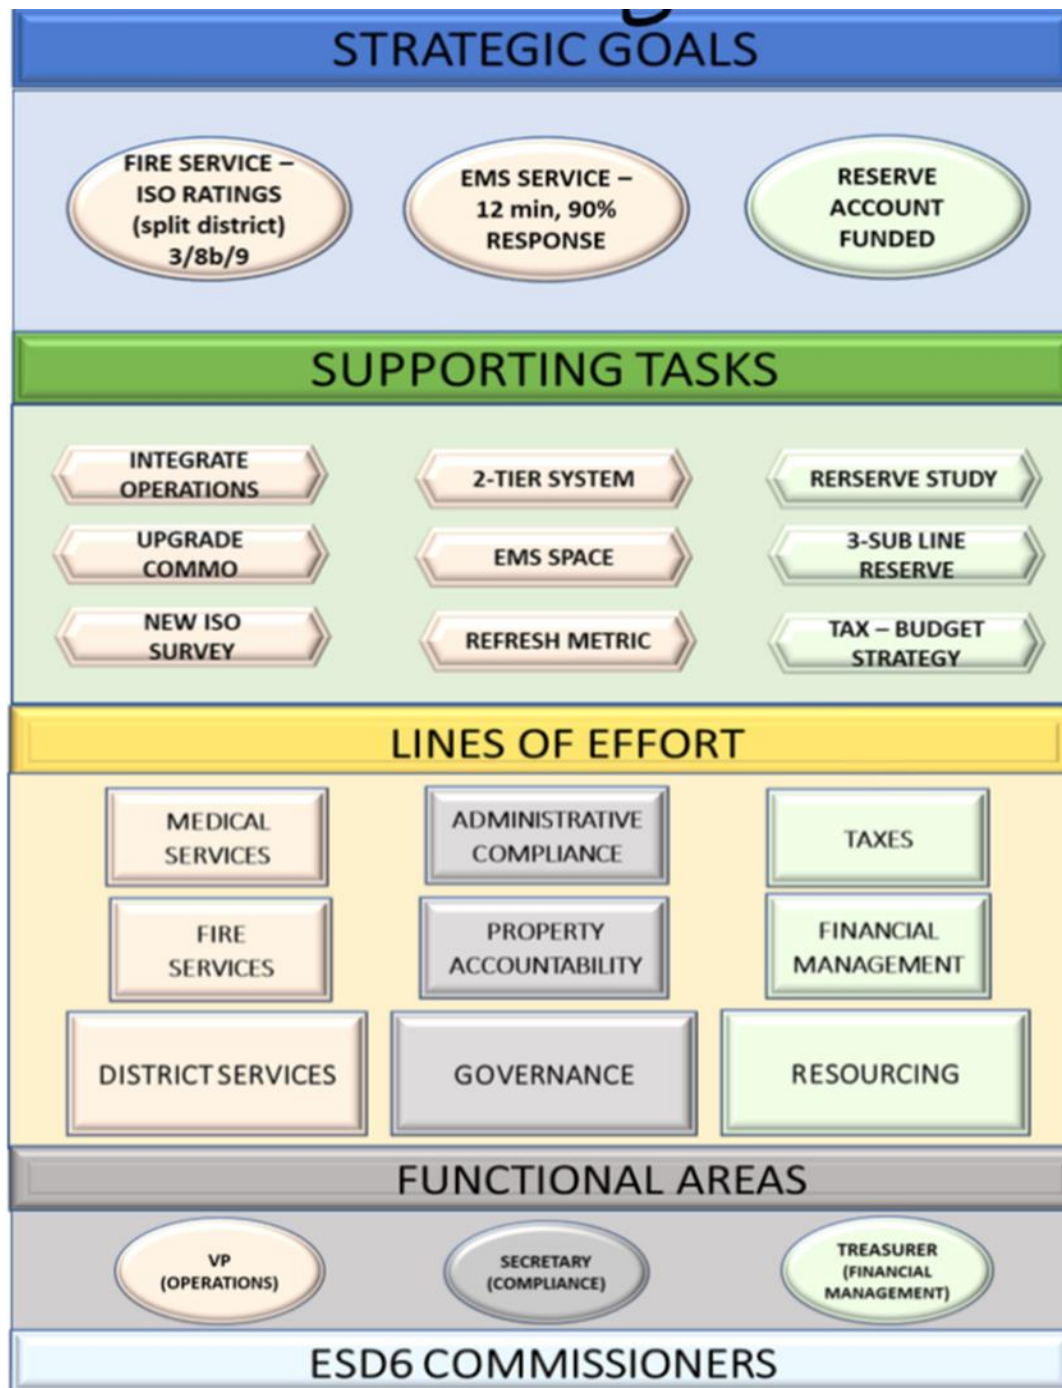 STRATEGIC GOALS
FIRE SERVICE –
ISO RATINGS
(split district)
3/8b/9
EMS SERVICE –
12 min, 90%
RESPONSE
RESERVE
ACCOUNT
FUNDED
SUPPORTING TASKS
INTEGRATE
OPERATIONS
2-TIER SYSTEM
RERSERVE STUDY
UPGRADE
COMMO
EMS SPACE
3-SUB LINE
RESERVE
NEW ISO
SURVEY
REFRESH METRIC
TAX – BUDGET
STRATEGY
LINES OF EFFORT
MEDICAL
SERVICES
ADMINISTRATIVE
COMPLIANCE
TAXES
FIRE
SERVICES
PROPERTY
ACCOUNTABILITY
FINANCIAL
MANAGEMENT
DISTRICT SERVICES
GOVERNANCE
RESOURCING
FUNCTIONAL AREAS
VP
(OPERATIONS)
SECRETARY
(COMPLIANCE)
TREASURER
(FINANCIAL
MANAGEMENT)
ESD6 COMMISSIONERS